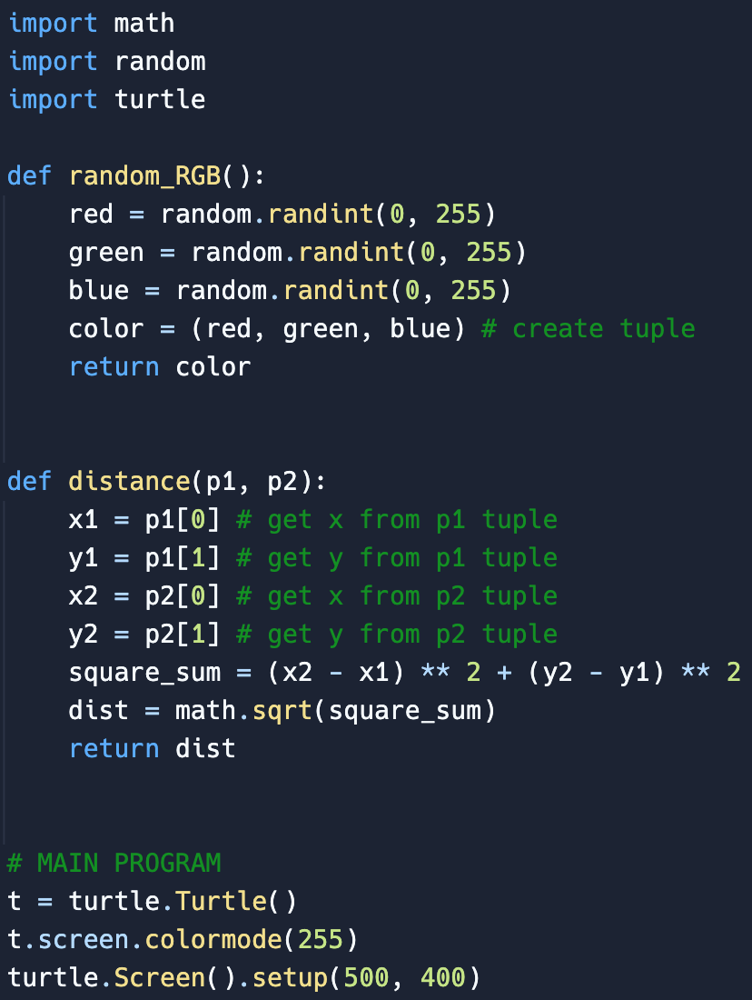 import math
import random
import turtle
def random_RGB():
    red = random.randint(0, 255)
    green = random.randint(0, 255)
    blue = random.randint(0, 255)
    color = (red, green, blue) # create tuple
    return color
def distance(p1, p2):
    x1 = p1[0] # get x from p1 tuple
    y1 = p1[1] # get y from p1 tuple
    x2 = p2[0] # get x from p2 tuple
    y2 = p2[1] # get y from p2 tuple
    square_sum = (x2 - x1) ** 2 + (y2 - y1) ** 2
    dist = math.sqrt(square_sum)
    return dist
# MAIN PROGRAM
t = turtle.Turtle()
t.screen.colormode(255)
turtle.Screen().setup(500, 400)